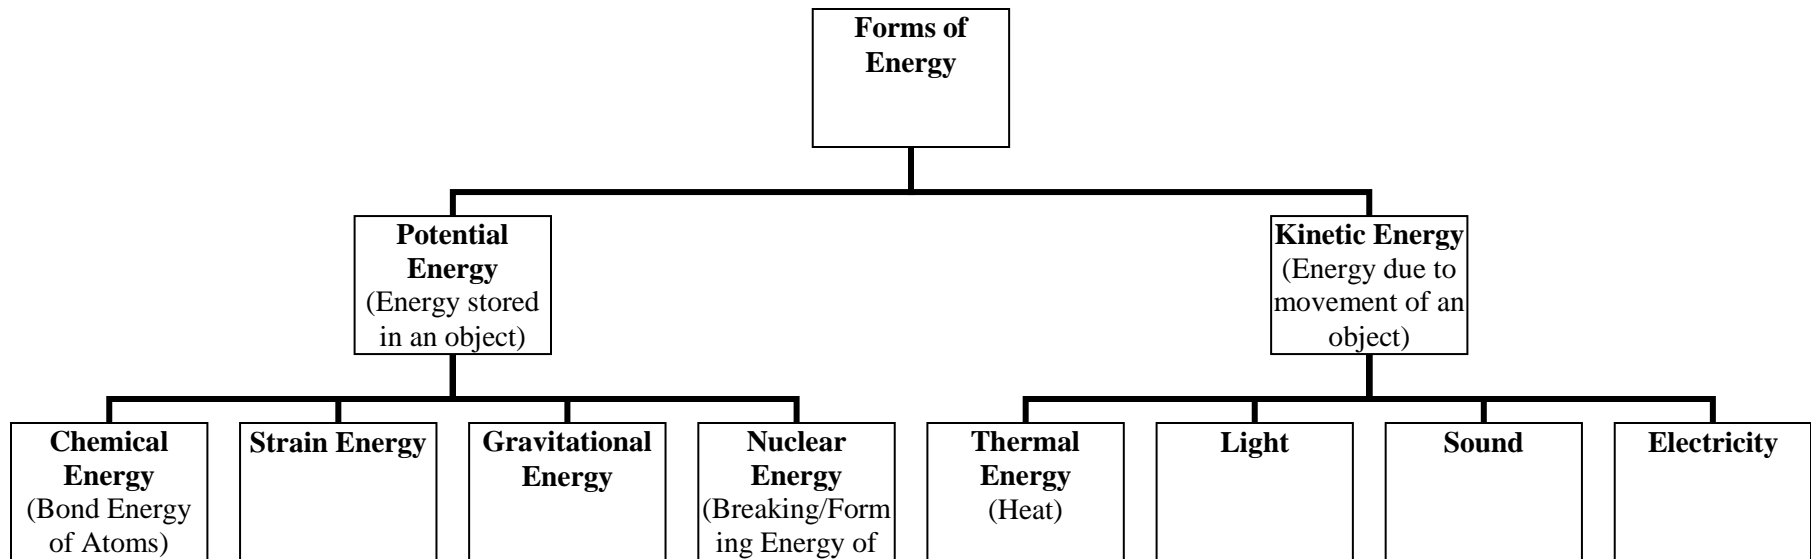 Forms of
Energy
Potential
Energy
(Energy stored
in an object)
Kinetic Energy
(Energy due to
movement of an
object)
Chemical
Energy
(Bond Energy
of Atoms)
Strain Energy
Gravitational
Energy
Nuclear
Energy
(Breaking/Form
ing Energy of
Thermal
Energy
(Heat)
Light
Sound
Electricity